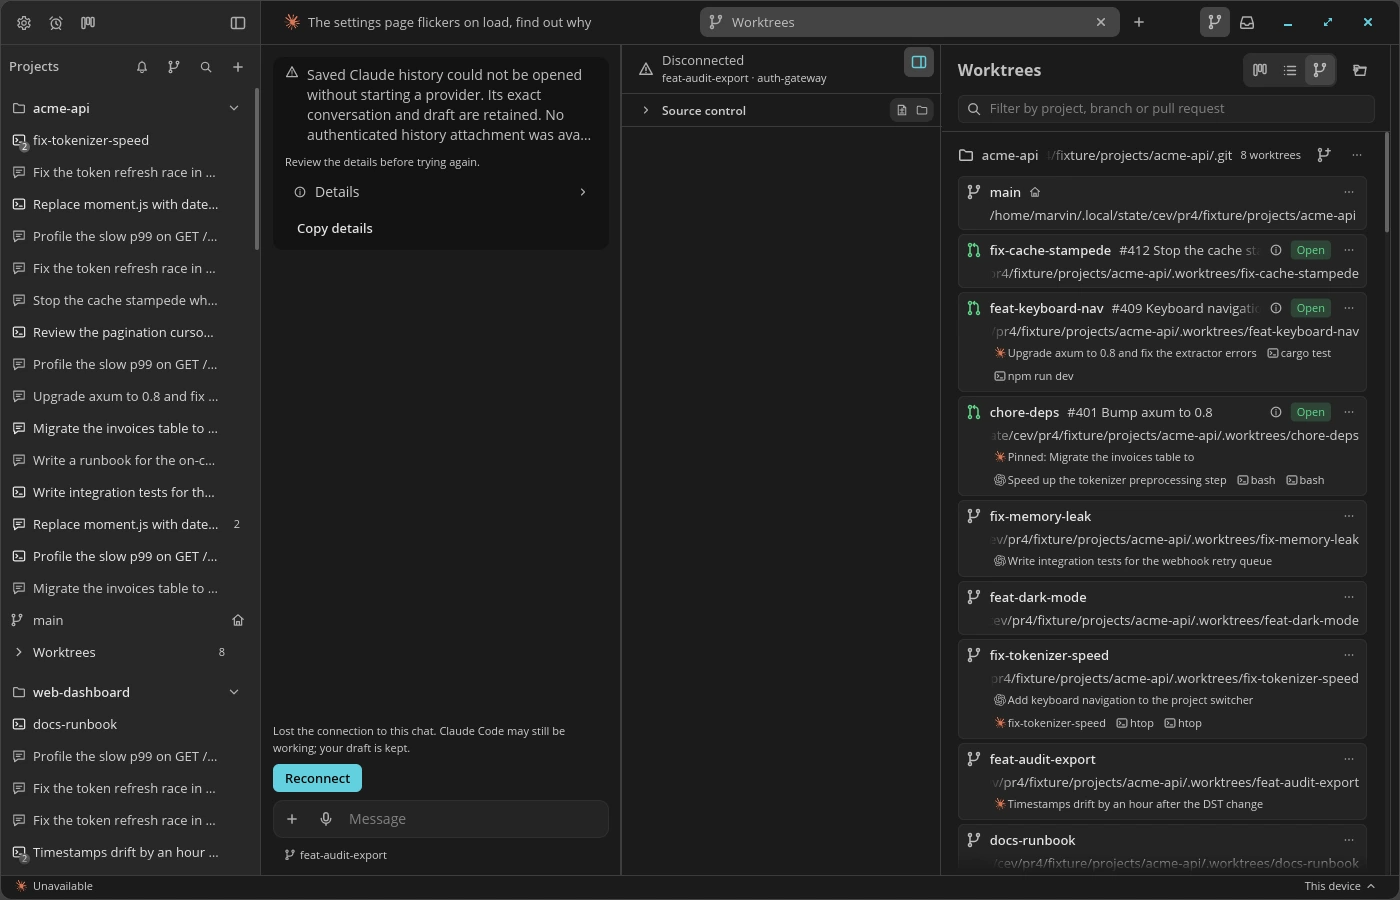 The settings page flickers on load, find out why
Worktrees
Projects
acme-api
fix-tokenizer-speed
2
Fix the token refresh race in ...
Replace moment.js with date...
Profile the slow p99 on GET /...
Fix the token refresh race in ...
Stop the cache stampede wh...
Review the pagination curso...
Profile the slow p99 on GET /...
Upgrade axum to 0.8 and fix ...
Migrate the invoices table to ...
Write a runbook for the on-c...
Write integration tests for th...
Replace moment.js with date... 2
Profile the slow p99 on GET /...
Migrate the invoices table to ...
main
Worktrees 8
web-dashboard
docs-runbook
Profile the slow p99 on GET /...
Fix the token refresh race in ...
Fix the token refresh race in ...
Timestamps drift by an hour ...
2
Saved Claude history could not be opened
without starting a provider. Its exact
conversation and draft are retained. No
authenticated history attachment was ava...
Review the details before trying again.
Details
Copy details
Lost the connection to this chat. Claude Code may still be
working; your draft is kept.
Reconnect
Message
feat-audit-export
Disconnected
feat-audit-export · auth-gateway
Source control
Worktrees
Filter by project, branch or pull request
acme-api /fixture/projects/acme-api/.git 8 worktrees
main
/home/marvin/.local/state/cev/pr4/fixture/projects/acme-api
fix-cache-stampede #412 Stop the cache st Open
r4/fixture/projects/acme-api/.worktrees/fix-cache-stampede
feat-keyboard-nav #409 Keyboard navigatic Open
/pr4/fixture/projects/acme-api/.worktrees/feat-keyboard-nav
Upgrade axum to 0.8 and fix the extractor errors cargo test
npm run dev
chore-deps #401 Bump axum to 0.8 Open
ate/cev/pr4/fixture/projects/acme-api/.worktrees/chore-deps
Pinned: Migrate the invoices table to
Speed up the tokenizer preprocessing step bash bash
fix-memory-leak
ev/pr4/fixture/projects/acme-api/.worktrees/fix-memory-leak
Write integration tests for the webhook retry queue
feat-dark-mode
ev/pr4/fixture/projects/acme-api/.worktrees/feat-dark-mode
fix-tokenizer-speed
pr4/fixture/projects/acme-api/.worktrees/fix-tokenizer-speed
Add keyboard navigation to the project switcher
fix-tokenizer-speed htop htop
feat-audit-export
v/pr4/fixture/projects/acme-api/.worktrees/feat-audit-export
Timestamps drift by an hour after the DST change
docs-runbook
/cev/pr4/fixture/projects/acme-api/.worktrees/docs-runbook
Unavailable
This device